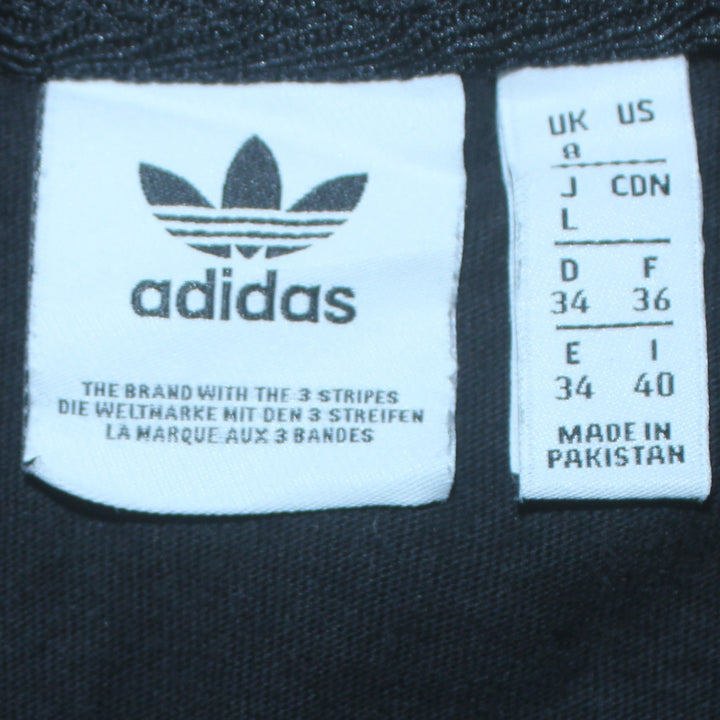 adidas
THE BRAND WITH THE 3 STRIPES
DIE WELTMARKE MIT DEN 3 STREIFEN
LA MARQUE AUX 3 BANDES
UK US
8
J CDN
L
D F
34 36
E I
34 40
MADE IN
PAKISTAN